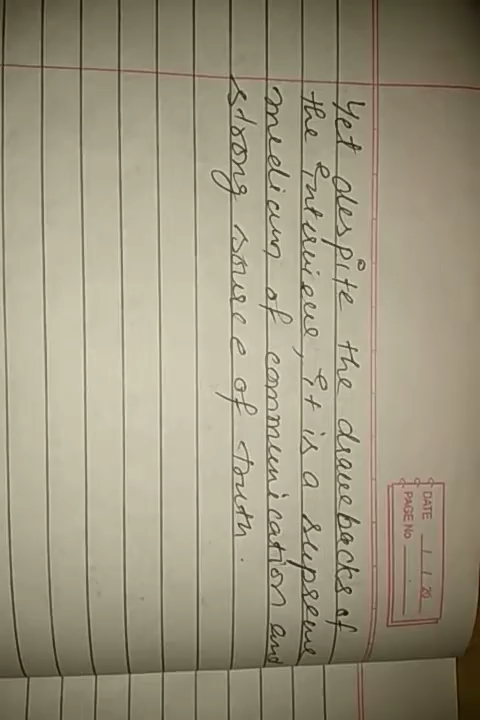 DATE / / 20
PAGE No
Yet despite the drawbacks of
the interview, it is a supreme
medium of communication and
strong source of truth.